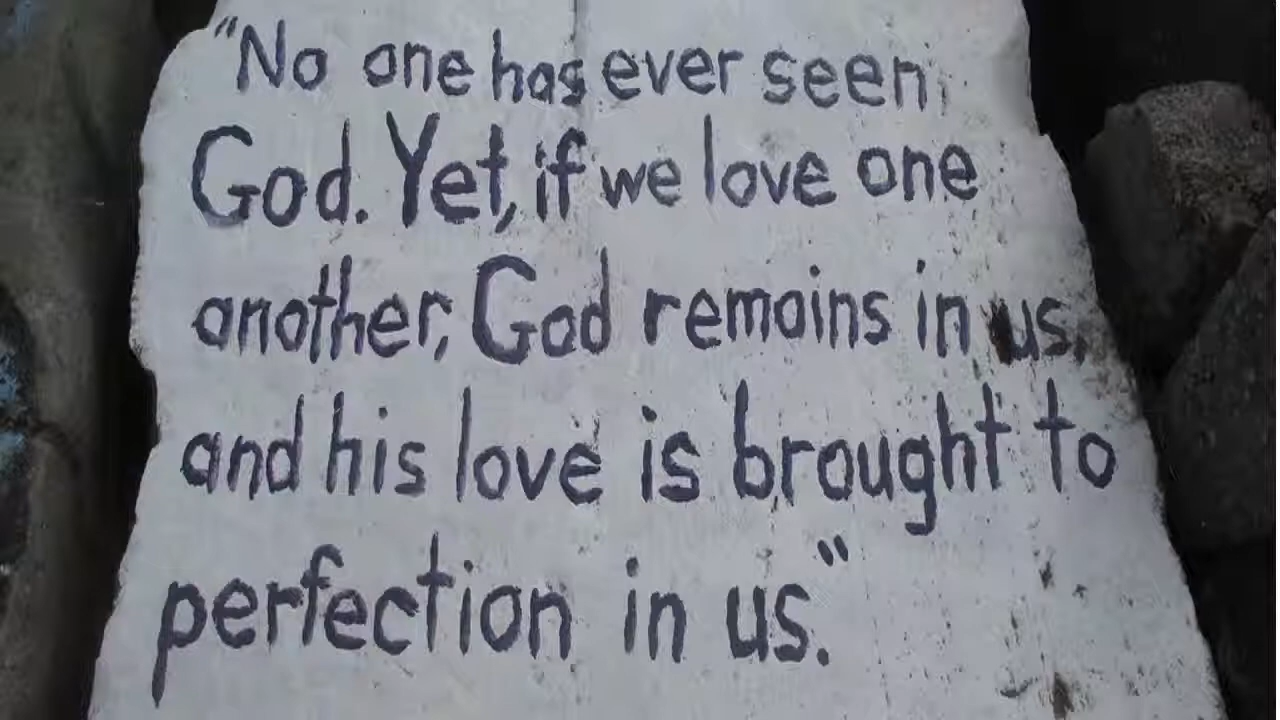 "No one has ever seen
God. Yet, if we love one
another, God remains in us,
and his love is brought to
perfection in us."